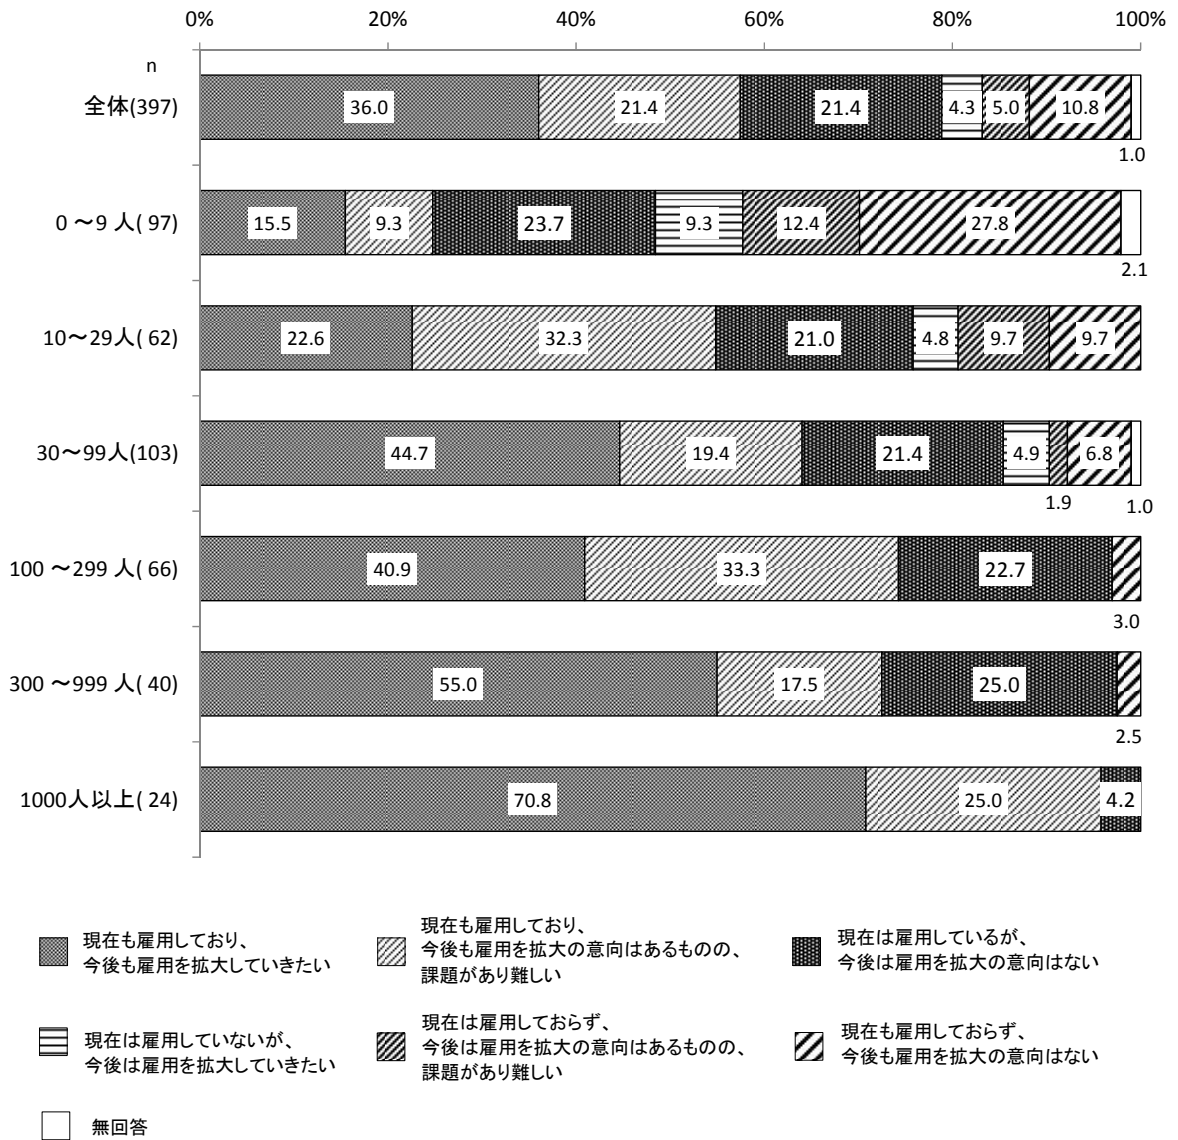 0% 20% 40% 60% 80% 100%
n
全体(397) 36.0 21.4 21.4 4.3 5.0 10.8
1.0
0 ～9 人( 97) 15.5 9.3 23.7 9.3 12.4 27.8
2.1
10～29人( 62) 22.6 32.3 21.0 4.8 9.7 9.7
30～99人(103) 44.7 19.4 21.4 4.9 6.8
1.9 1.0
100 ～299 人( 66) 40.9 33.3 22.7
3.0
300 ～999 人( 40) 55.0 17.5 25.0
2.5
1000人以上( 24) 70.8 25.0 4.2
現在も雇用しており、
今後も雇用を拡大していきたい
現在も雇用しており、
今後も雇用を拡大の意向はあるものの、
課題があり難しい
現在は雇用しているが、
今後は雇用を拡大の意向はない
現在は雇用していないが、
今後は雇用を拡大していきたい
現在は雇用しておらず、
今後は雇用を拡大の意向はあるものの、
課題があり難しい
現在も雇用しておらず、
今後も雇用を拡大の意向はない
無回答